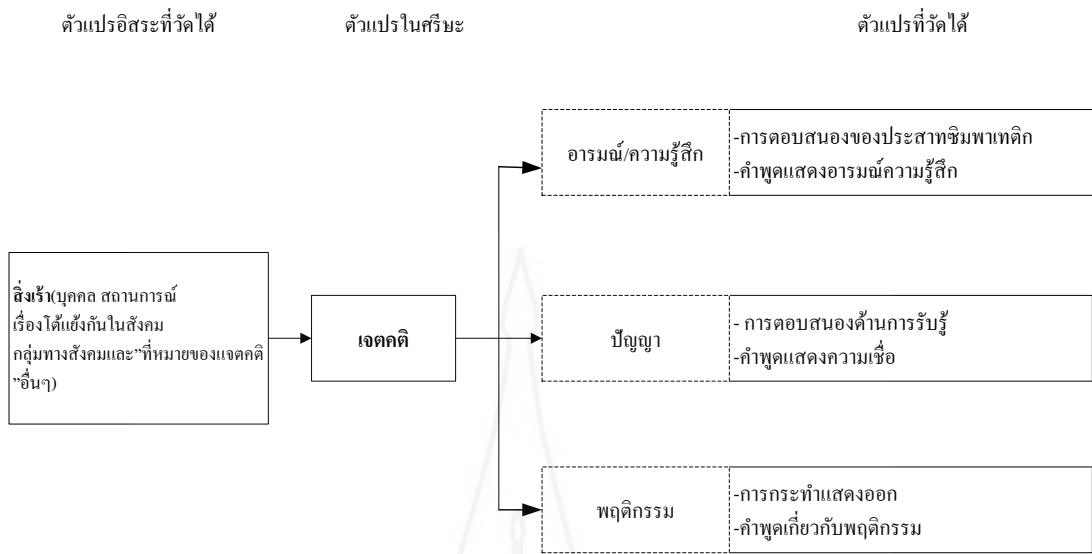 ตัวแปรอิสระที่วัดได้
ตัวแปรในศรีษะ
ตัวแปรที่วัดได้
อารมณ์/ความรู้สึก
-การตอบสนองของประสาทซิมพาเทติก
-คำพูดแสดงอารมณ์ความรู้สึก
สิ่งเร้า(บุคคล สถานการณ์
เรื่องโต้แย้งกันในสังคม
กลุ่มทางสังคมและ”ที่หมายของแจตคติ
”อื่นๆ)
เจตคติ
ปัญญา
- การตอบสนองด้านการรับรู้
-คำพูดแสดงความเชื่อ
พฤติกรรม
-การกระทำแสดงออก
-คำพูดเกี่ยวกับพฤติกรรม